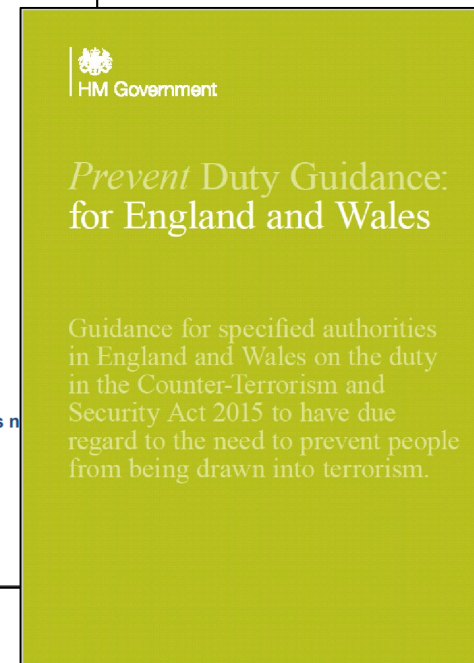 HM Government
Prevent Duty Guidance:
for England and Wales
Guidance for specified authorities
in England and Wales on the duty
in the Counter-Terrorism and
Security Act 2015 to have due
s n
regard to the need to prevent people
from being drawn into terrorism.